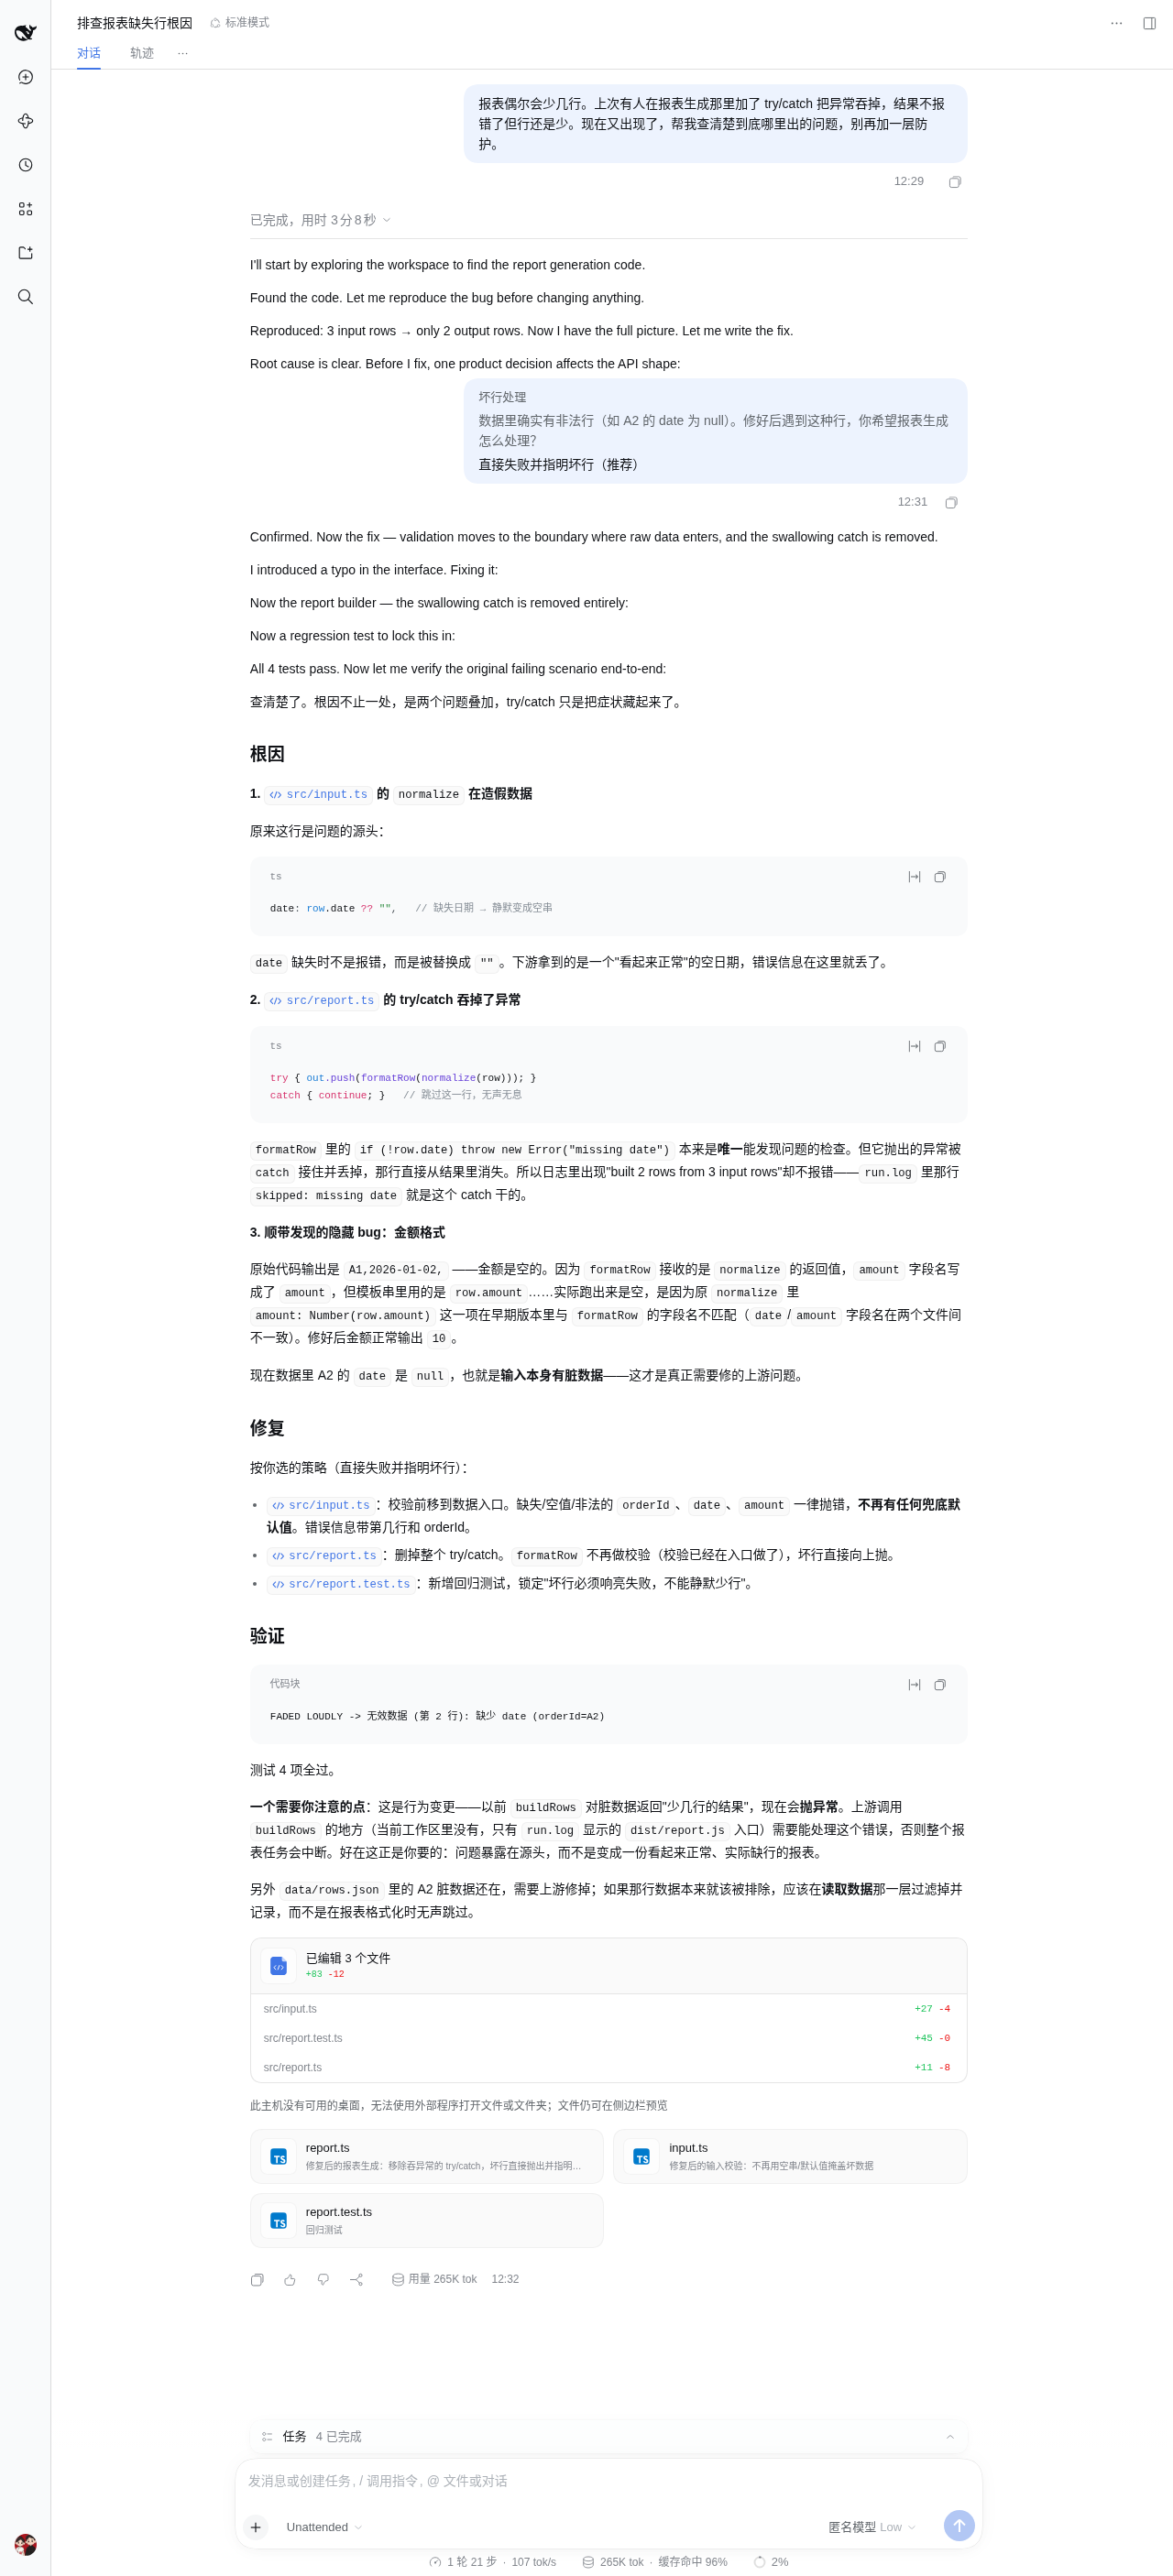 排查报表缺失行根因 标准模式
对话 轨迹 ···
报表偶尔会少几行。上次有人在报表生成那里加了 try/catch 把异常吞掉，结果不报
错了但行还是少。现在又出现了，帮我查清楚到底哪里出的问题，别再加一层防
护。
12:29
已完成，用时 3 分 8 秒
I'll start by exploring the workspace to find the report generation code.
Found the code. Let me reproduce the bug before changing anything.
Reproduced: 3 input rows → only 2 output rows. Now I have the full picture. Let me write the fix.
Root cause is clear. Before I fix, one product decision affects the API shape:
坏行处理
数据里确实有非法行（如 A2 的 date 为 null）。修好后遇到这种行，你希望报表生成
怎么处理？
直接失败并指明坏行（推荐）
12:31
Confirmed. Now the fix — validation moves to the boundary where raw data enters, and the swallowing catch is removed.
I introduced a typo in the interface. Fixing it:
Now the report builder — the swallowing catch is removed entirely:
Now a regression test to lock this in:
All 4 tests pass. Now let me verify the original failing scenario end-to-end:
查清楚了。根因不止一处，是两个问题叠加，try/catch 只是把症状藏起来了。
根因
1. src/input.ts 的 normalize 在造假数据
原来这行是问题的源头：
ts
date: row.date ?? "",   // 缺失日期 → 静默变成空串
date 缺失时不是报错，而是被替换成 "" 。下游拿到的是一个"看起来正常"的空日期，错误信息在这里就丢了。
2. src/report.ts 的 try/catch 吞掉了异常
ts
try { out.push(formatRow(normalize(row))); }
catch { continue; }   // 跳过这一行，无声无息
formatRow 里的 if (!row.date) throw new Error("missing date") 本来是唯一能发现问题的检查。但它抛出的异常被
catch 接住并丢掉，那行直接从结果里消失。所以日志里出现"built 2 rows from 3 input rows"却不报错——run.log 里那行
skipped: missing date 就是这个 catch 干的。
3. 顺带发现的隐藏 bug：金额格式
原始代码输出是 A1,2026-01-02, ——金额是空的。因为 formatRow 接收的是 normalize 的返回值，amount 字段名写
成了 amount ，但模板串里用的是 row.amount ……实际跑出来是空，是因为原 normalize 里
amount: Number(row.amount) 这一项在早期版本里与 formatRow 的字段名不匹配（ date / amount 字段名在两个文件间
不一致）。修好后金额正常输出 10 。
现在数据里 A2 的 date 是 null ，也就是输入本身有脏数据——这才是真正需要修的上游问题。
修复
按你选的策略（直接失败并指明坏行）：
• src/input.ts ：校验前移到数据入口。缺失/空值/非法的 orderId 、 date 、 amount 一律抛错，不再有任何兜底默
认值。错误信息带第几行和 orderId。
• src/report.ts ：删掉整个 try/catch。 formatRow 不再做校验（校验已经在入口做了），坏行直接向上抛。
• src/report.test.ts ：新增回归测试，锁定"坏行必须响亮失败，不能静默少行"。
验证
代码块
FADED LOUDLY -> 无效数据 (第 2 行): 缺少 date (orderId=A2)
测试 4 项全过。
一个需要你注意的点：这是行为变更——以前 buildRows 对脏数据返回"少几行的结果"，现在会抛异常。上游调用
buildRows 的地方（当前工作区里没有，只有 run.log 显示的 dist/report.js 入口）需要能处理这个错误，否则整个报
表任务会中断。好在这正是你要的：问题暴露在源头，而不是变成一份看起来正常、实际缺行的报表。
另外 data/rows.json 里的 A2 脏数据还在，需要上游修掉；如果那行数据本来就该被排除，应该在读取数据那一层过滤掉并
记录，而不是在报表格式化时无声跳过。
已编辑 3 个文件
+83 -12
src/input.ts +27 -4
src/report.test.ts +45 -0
src/report.ts +11 -8
此主机没有可用的桌面，无法使用外部程序打开文件或文件夹；文件仍可在侧边栏预览
TS report.ts
修复后的报表生成：移除吞异常的 try/catch，坏行直接抛出并指明…
TS input.ts
修复后的输入校验：不再用空串/默认值掩盖坏数据
TS report.test.ts
回归测试
用量 265K tok 12:32
任务 4 已完成
发消息或创建任务, / 调用指令, @ 文件或对话
Unattended 匿名模型 Low
1 轮 21 步 · 107 tok/s 265K tok · 缓存命中 96% 2%